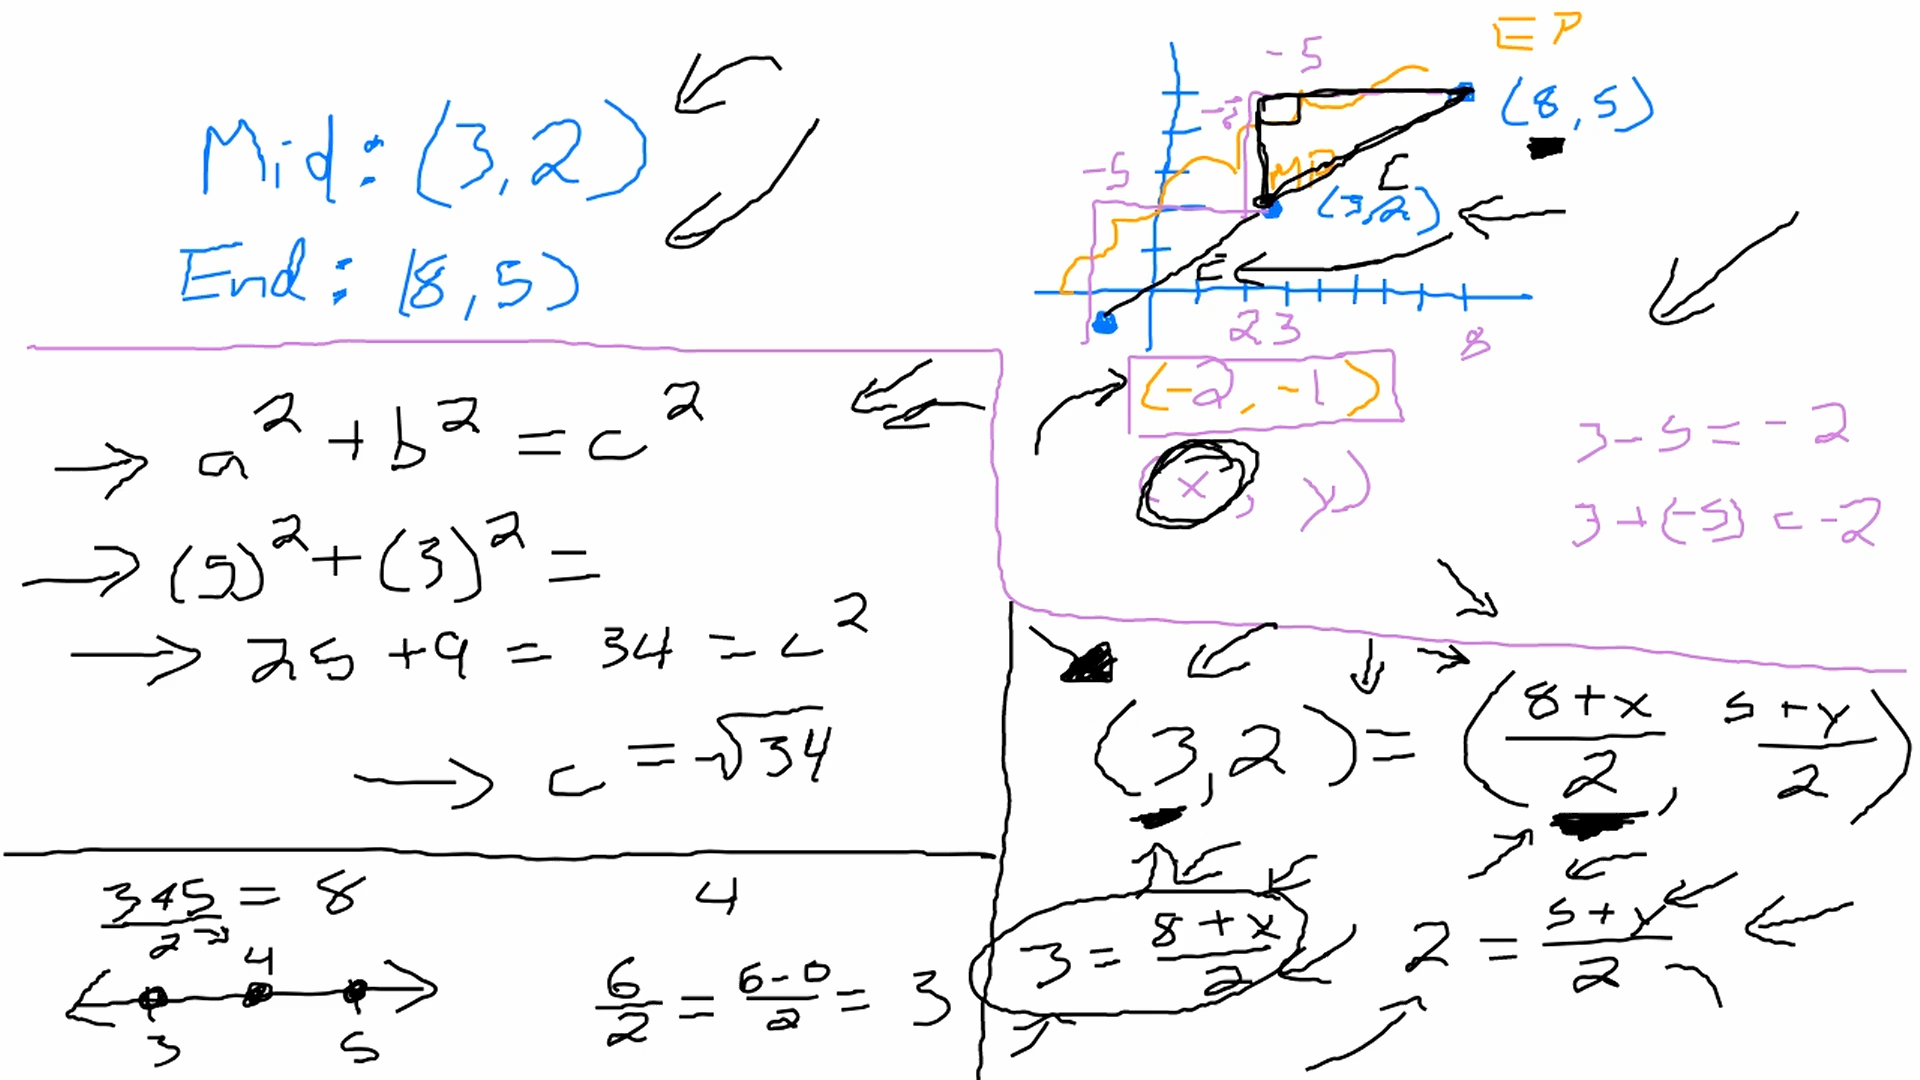 Mid: (3,2)
End: (8,5)
EP
-5
(8,5)
MP
-5
C
(3,2)
E
2 3
8
(-2,-1)
(x, y)
3-5=-2
3+(-5)=-2
a²+b²=c²
(5)²+(3)²=
25+9=34=c²
c=√34
(3,2)=(8+x/2, 5+y/2)
3=8+x/2
2=5+y/2
3+5/2=8
4
3
5
4
6/2=6-0/2=3